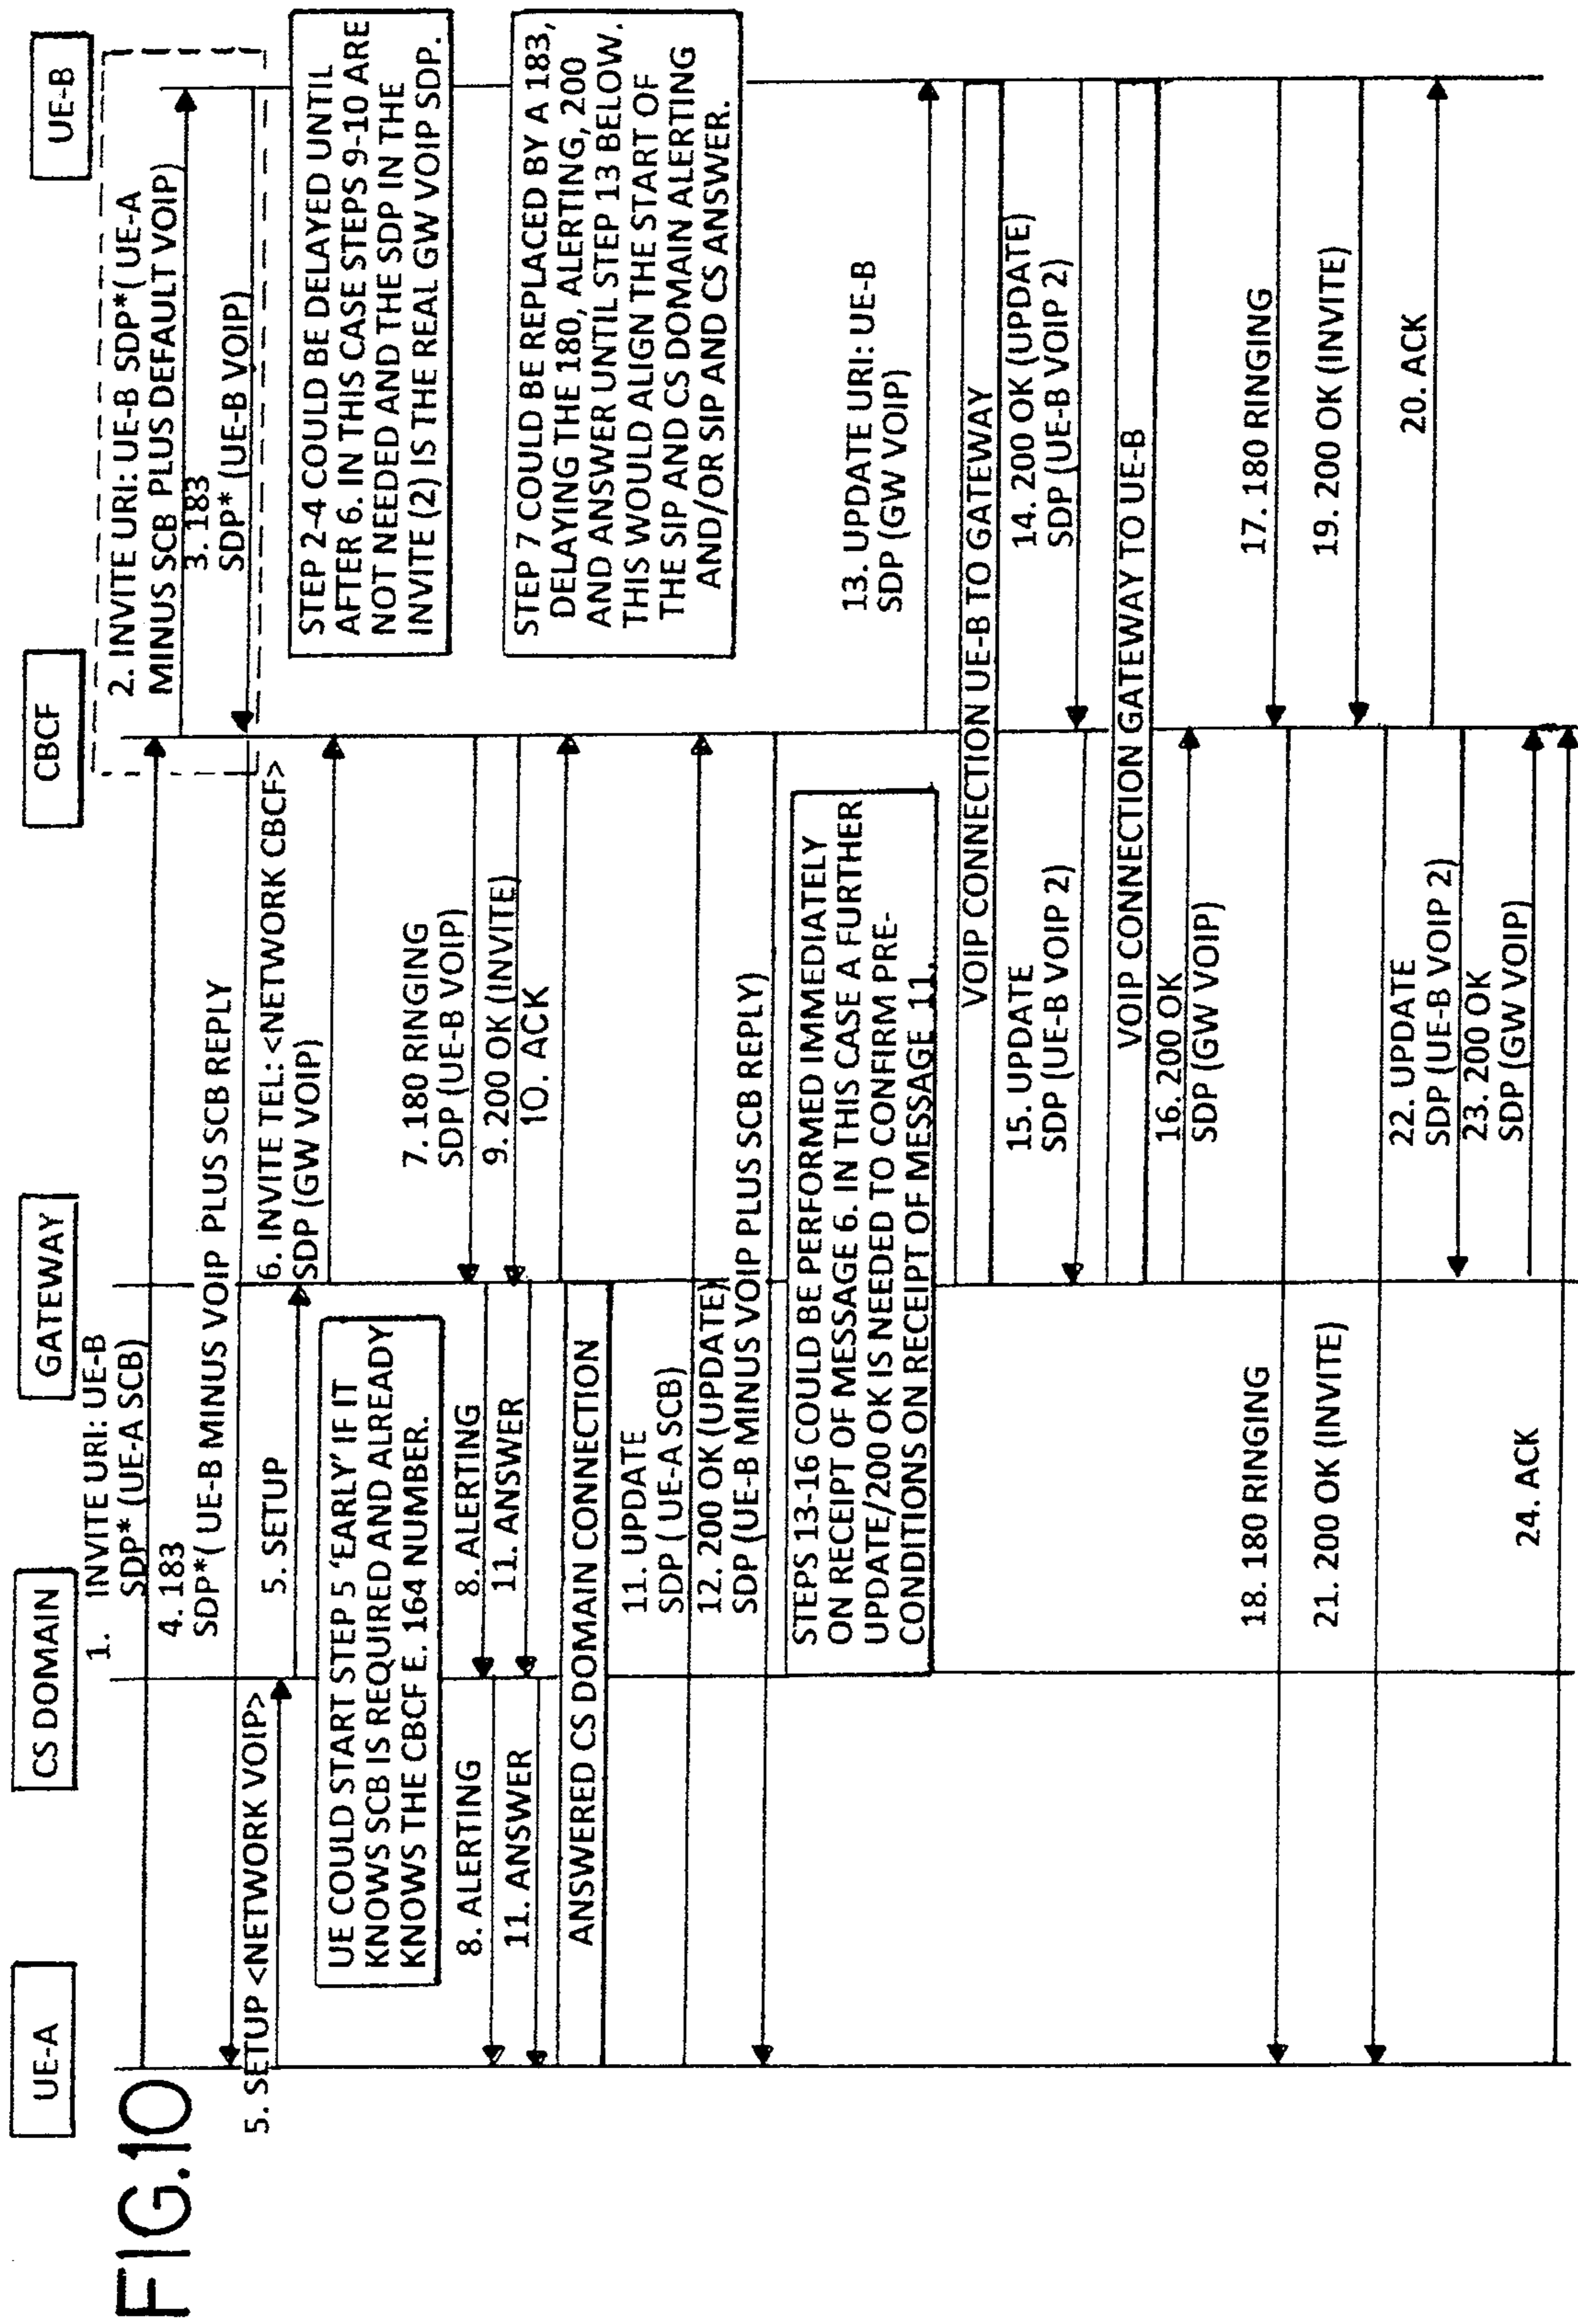 FIG.10
UE-A
CS DOMAIN
GATEWAY
CBCF
UE-B
1. INVITE URI: UE-B
SDP* (UE-A SCB)
2. INVITE URI: UE-B SDP*( UE-A
MINUS SCB PLUS DEFAULT VOIP)
3. 183
SDP* (UE-B VOIP)
4. 183
SDP*( UE-B MINUS VOIP PLUS SCB REPLY
5. SETUP <NETWORK VOIP>
5. SETUP
6. INVITE TEL: <NETWORK CBCF>
SDP (GW VOIP)
STEP 2-4 COULD BE DELAYED UNTIL
AFTER 6. IN THIS CASE STEPS 9-10 ARE
NOT NEEDED AND THE SDP IN THE
INVITE (2) IS THE REAL GW VOIP SDP.
UE COULD START STEP 5 'EARLY' IF IT
KNOWS SCB IS REQUIRED AND ALREADY
KNOWS THE CBCF E. 164 NUMBER.
7. 180 RINGING
SDP (UE-B VOIP)
8. ALERTING
8. ALERTING
9. 200 OK (INVITE)
11. ANSWER
11. ANSWER
10. ACK
STEP 7 COULD BE REPLACED BY A 183,
DELAYING THE 180, ALERTING, 200
AND ANSWER UNTIL STEP 13 BELOW.
THIS WOULD ALIGN THE START OF
THE SIP AND CS DOMAIN ALERTING
AND/OR SIP AND CS ANSWER.
ANSWERED CS DOMAIN CONNECTION
11. UPDATE
SDP ( UE-A SCB)
12. 200 OK (UPDATE)
SDP (UE-B MINUS VOIP PLUS SCB REPLY)
STEPS 13-16 COULD BE PERFORMED IMMEDIATELY
ON RECEIPT OF MESSAGE 6. IN THIS CASE A FURTHER
UPDATE/200 OK IS NEEDED TO CONFIRM PRE-
CONDITIONS ON RECEIPT OF MESSAGE 11.
13. UPDATE URI: UE-B
SDP (GW VOIP)
VOIP CONNECTION UE-B TO GATEWAY
14. 200 OK (UPDATE)
SDP (UE-B VOIP 2)
15. UPDATE
SDP (UE-B VOIP 2)
VOIP CONNECTION GATEWAY TO UE-B
16. 200 OK
SDP (GW VOIP)
17. 180 RINGING
18. 180 RINGING
19. 200 OK (INVITE)
20. ACK
21. 200 OK (INVITE)
22. UPDATE
SDP (UE-B VOIP 2)
23. 200 OK
SDP (GW VOIP)
24. ACK